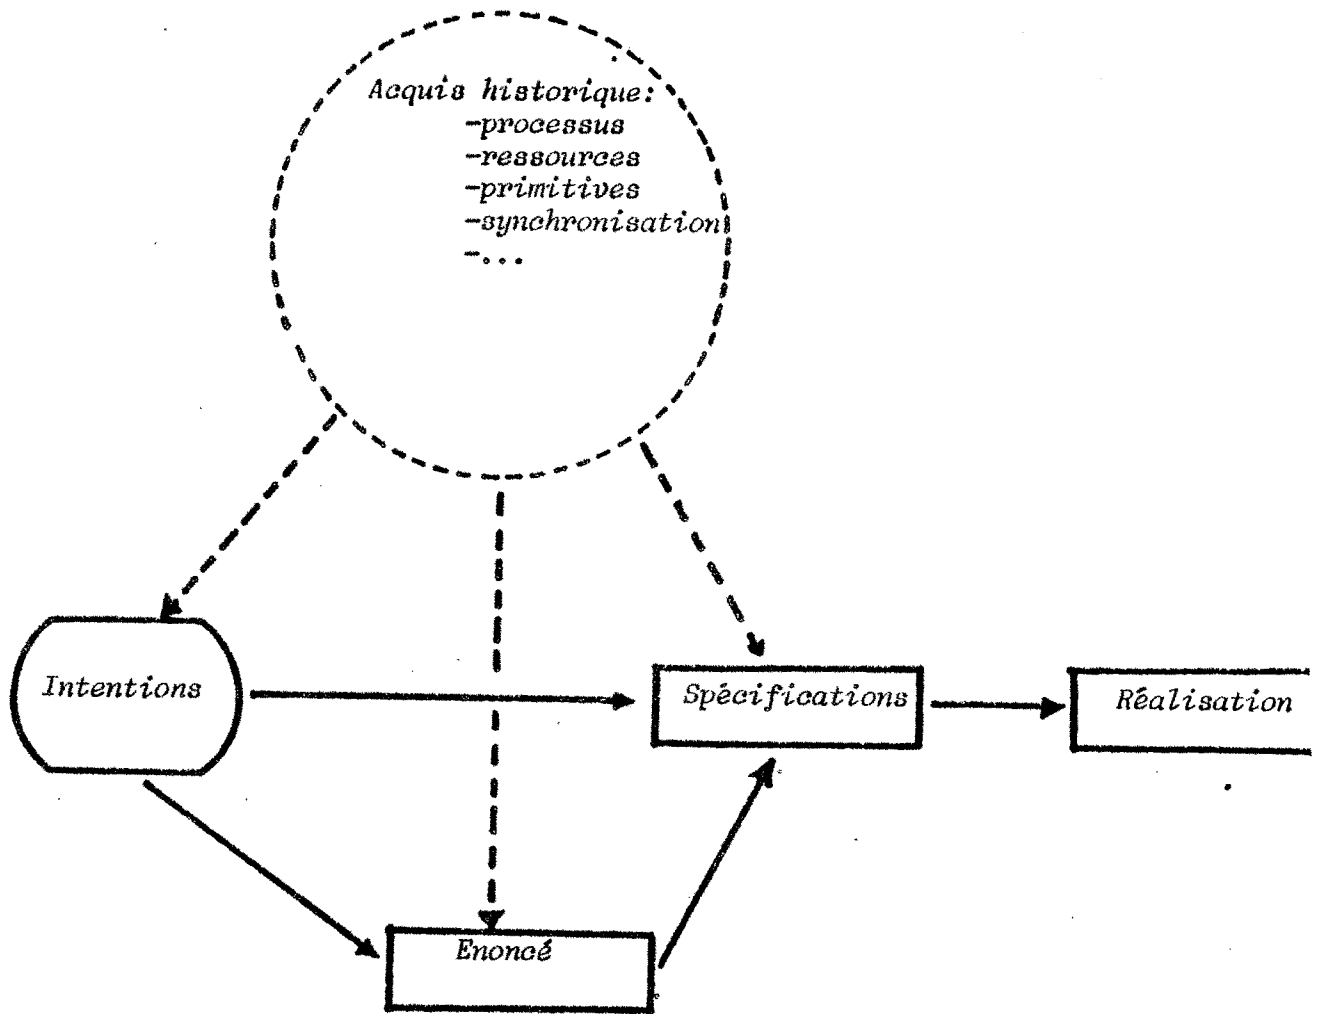 Acquis historique:
-processus
-ressources
-primitives
-synchronisation
-...
Intentions
Spécifications
Réalisation
Enoncé